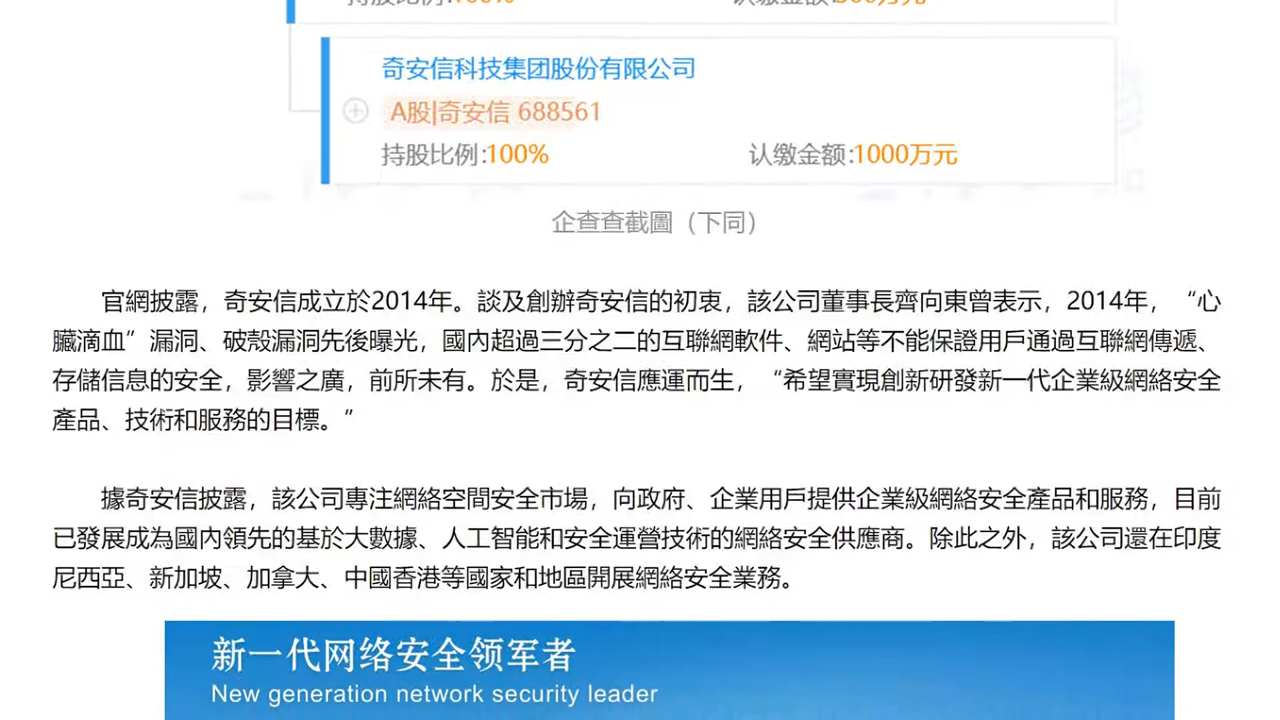 持股比例:100%
认缴金额:500万元
奇安信科技集团股份有限公司
A股|奇安信 688561
持股比例:100%
认缴金额:1000万元
企查查截圖（下同）
官網披露，奇安信成立於2014年。談及創辦奇安信的初衷，該公司董事長齊向東曾表示，2014年，“心
臟滴血”漏洞、破殼漏洞先後曝光，國內超過三分之二的互聯網軟件、網站等不能保證用戶通過互聯網傳遞、
存儲信息的安全，影響之廣，前所未有。於是，奇安信應運而生，“希望實現創新研發新一代企業級網絡安全
產品、技術和服務的目標。”
據奇安信披露，該公司專注網絡空間安全市場，向政府、企業用戶提供企業級網絡安全產品和服務，目前
已發展成為國內領先的基於大數據、人工智能和安全運營技術的網絡安全供應商。除此之外，該公司還在印度
尼西亞、新加坡、加拿大、中國香港等國家和地區開展網絡安全業務。
新一代网络安全领军者
New generation network security leader